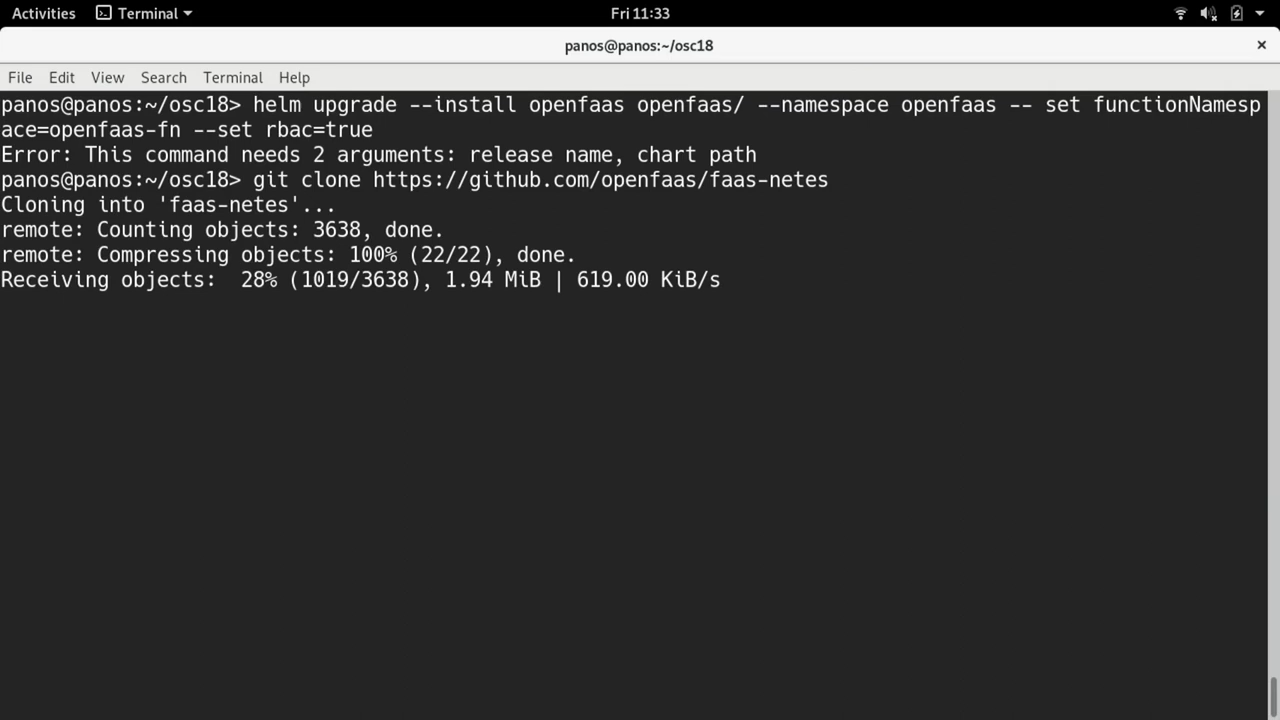 Activities Terminal Fri 11:33
panos@panos:~/osc18
File Edit View Search Terminal Help
panos@panos:~/osc18> helm upgrade --install openfaas openfaas/ --namespace openfaas -- set functionNamesp
ace=openfaas-fn --set rbac=true
Error: This command needs 2 arguments: release name, chart path
panos@panos:~/osc18> git clone https://github.com/openfaas/faas-netes
Cloning into 'faas-netes'...
remote: Counting objects: 3638, done.
remote: Compressing objects: 100% (22/22), done.
Receiving objects:  28% (1019/3638), 1.94 MiB | 619.00 KiB/s